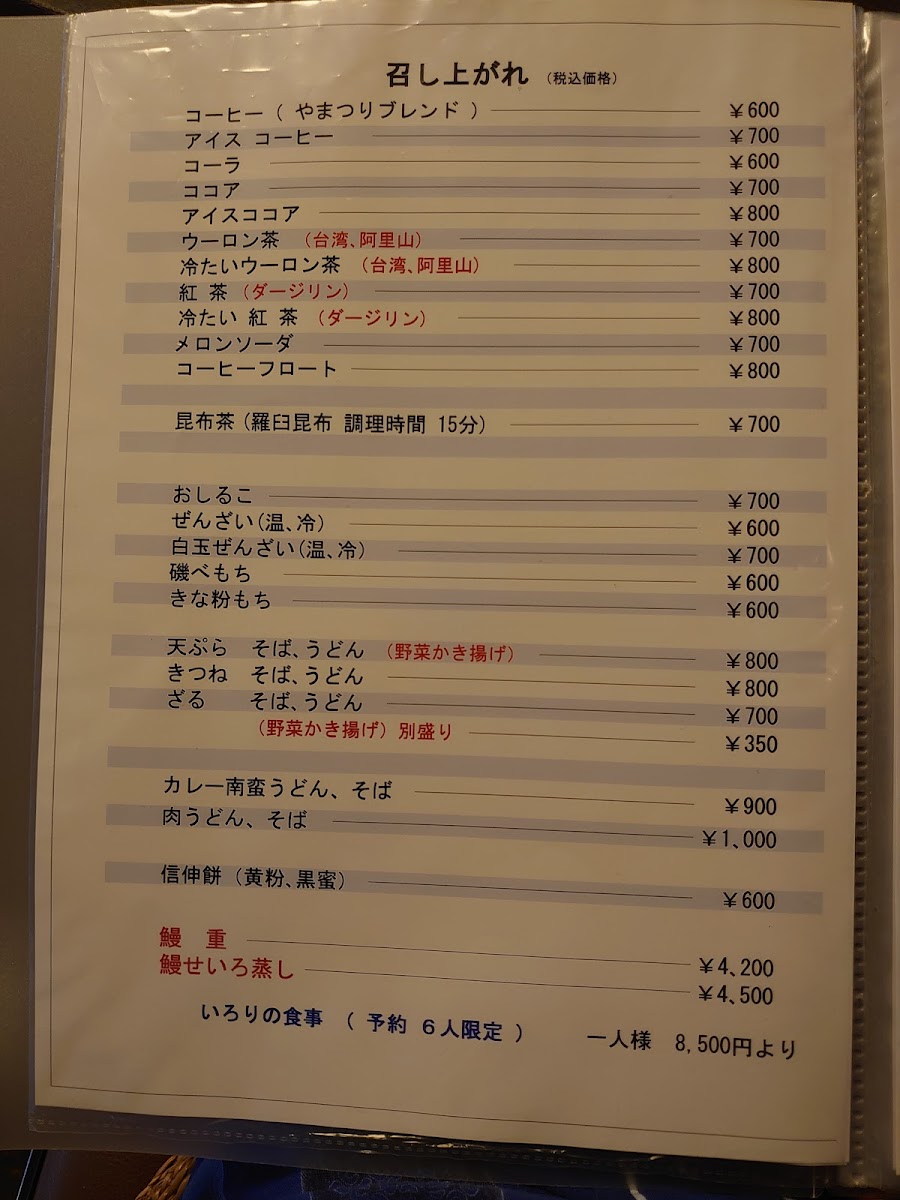 召し上がれ (税込価格)
コーヒー ( やまつりブレンド ) ¥600
アイス コーヒー ¥700
コーラ ¥600
ココア ¥700
アイスココア ¥800
ウーロン茶 (台湾、阿里山) ¥700
冷たいウーロン茶 (台湾、阿里山) ¥800
紅 茶 (ダージリン) ¥700
冷たい 紅 茶 (ダージリン) ¥800
メロンソーダ ¥700
コーヒーフロート ¥800
昆布茶 (羅臼昆布 調理時間 15分) ¥700
おしるこ ¥700
ぜんざい(温、冷) ¥600
白玉ぜんざい(温、冷) ¥700
磯べもち ¥600
きな粉もち ¥600
天ぷら そば、うどん (野菜かき揚げ) ¥800
きつね そば、うどん ¥800
ざる そば、うどん ¥700
(野菜かき揚げ) 別盛り ¥350
カレー南蛮うどん、そば ¥900
肉うどん、そば ¥1,000
信伸餅 (黄粉、黒蜜) ¥600
鰻 重 ¥4,200
鰻せいろ蒸し ¥4,500
いろりの食事 ( 予約 6人限定 ) 一人様 8,500円より